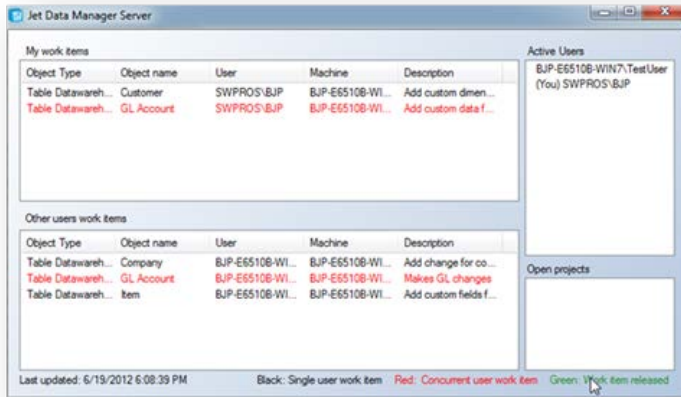 Jet Data Manager Server
My work items
Object Type Object name User Machine Description
Table Datawareh... Customer SWPROS\BJP BJP-E6510B-WI... Add custom dimen...
Table Datawareh... GL Account SWPROS\BJP BJP-E6510B-WI... Add custom data f...
Active Users
BJP-E6510B-WIN7\TestUser
(You) SWPROS\BJP
Other users work items
Object Type Object name User Machine Description
Table Datawareh... Company BJP-E6510B-WI... BJP-E6510B-WI... Add change for co...
Table Datawareh... GL Account BJP-E6510B-WI... BJP-E6510B-WI... Makes GL changes
Table Datawareh... Item BJP-E6510B-WI... BJP-E6510B-WI... Add custom fields f...
Open projects
Last updated: 6/19/2012 6:08:39 PM Black: Single user work item Red: Concurrent user work item Green: Work item released